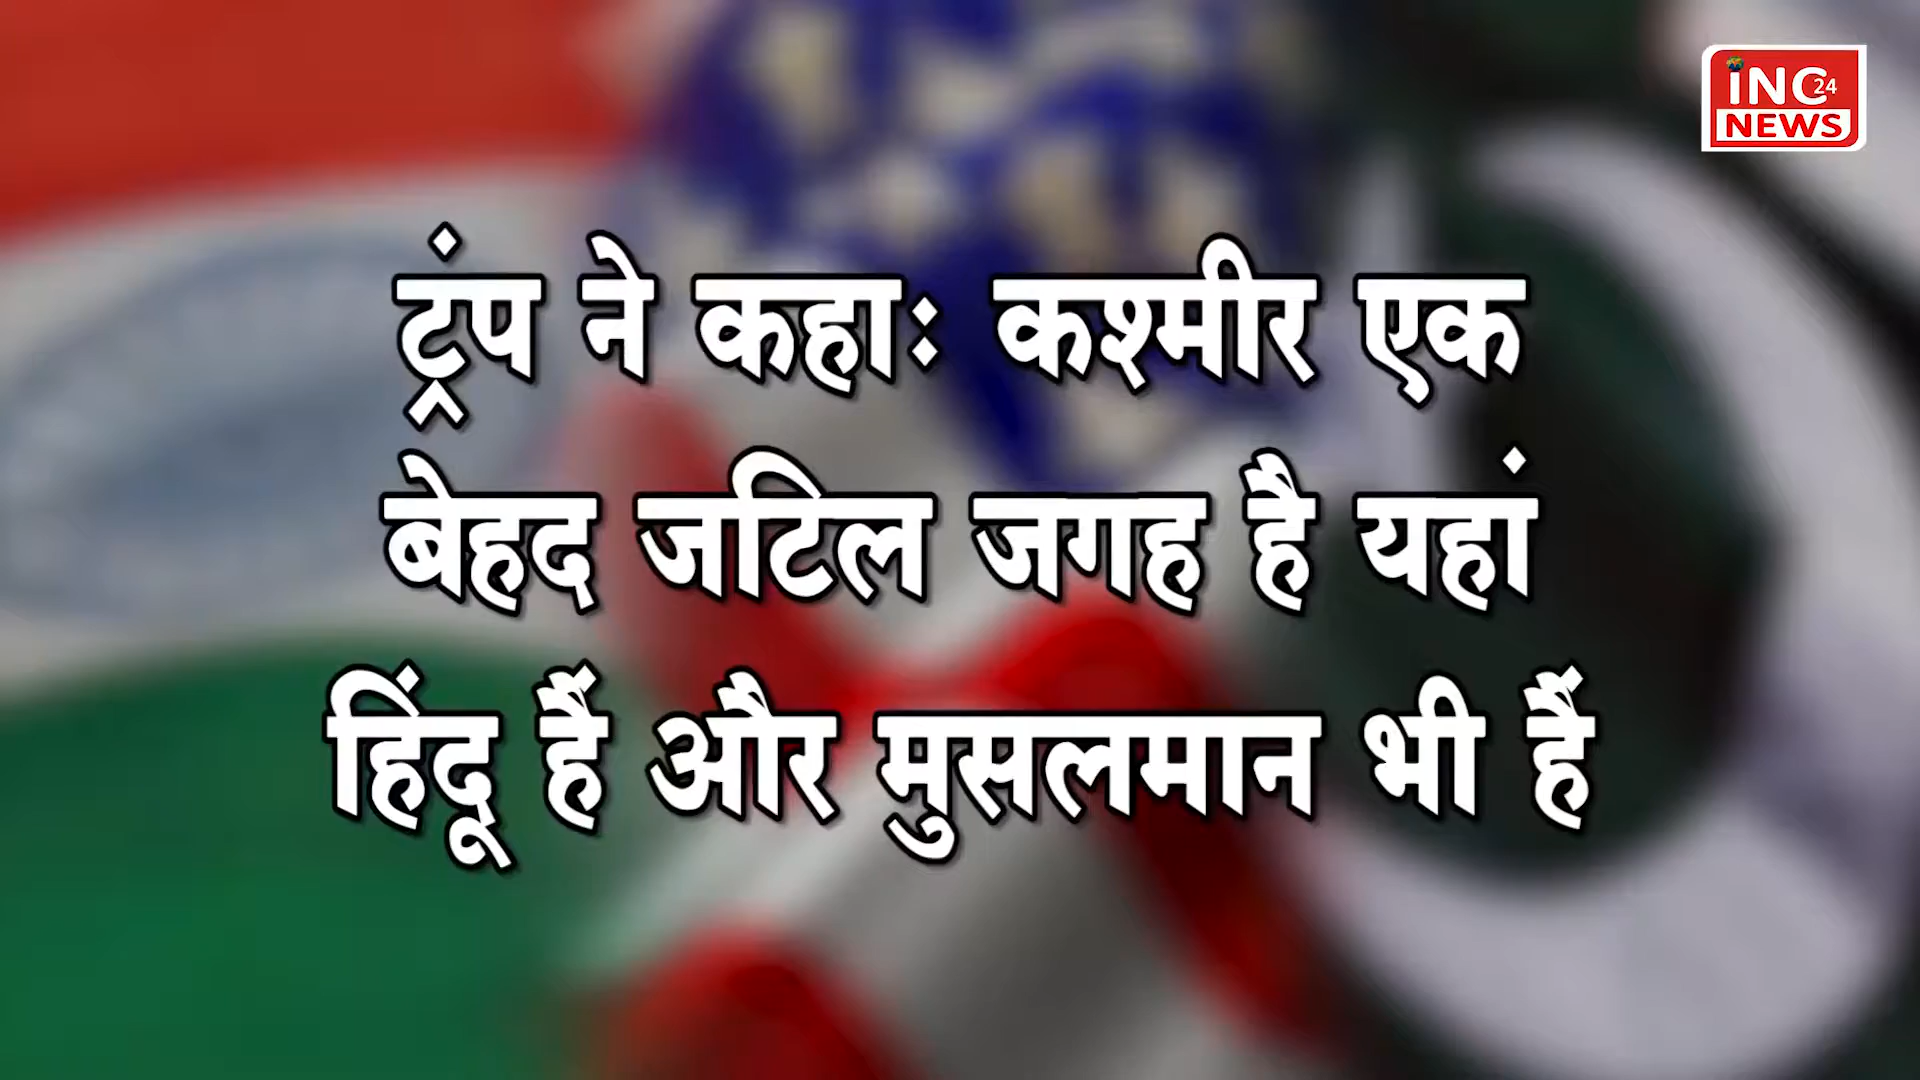 iNC 24
NEWS
ट्रंप ने कहाः कश्मीर एक
बेहद जटिल जगह है यहां
हिंदू हैं और मुसलमान भी हैं